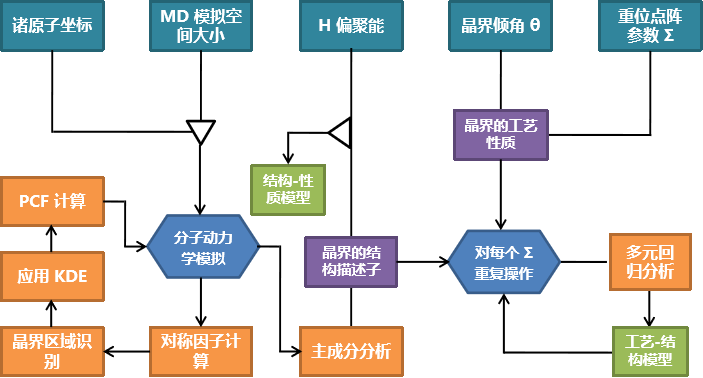 诸原子坐标
MD 模拟空
间大小
H 偏聚能
晶界倾角 θ
重位点阵
参数 Σ
晶界的工艺
性质
结构-性
质模型
PCF 计算
分子动力
学模拟
晶界的结
构描述子
对每个 Σ
重复操作
多元回
归分析
应用 KDE
晶界区域识
别
对称因子计
算
主成分分析
工艺-结
构模型